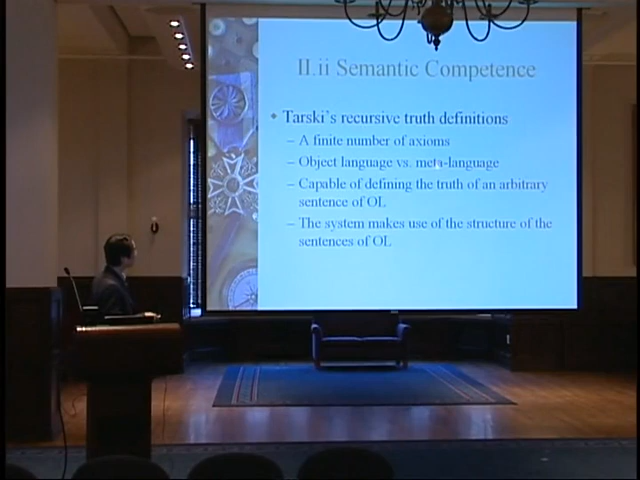 II.ii Semantic Competence
Tarski's recursive truth definitions
– A finite number of axioms
– Object language vs. meta-language
– Capable of defining the truth of an arbitrary
sentence of OL
– The system makes use of the structure of the
sentences of OL